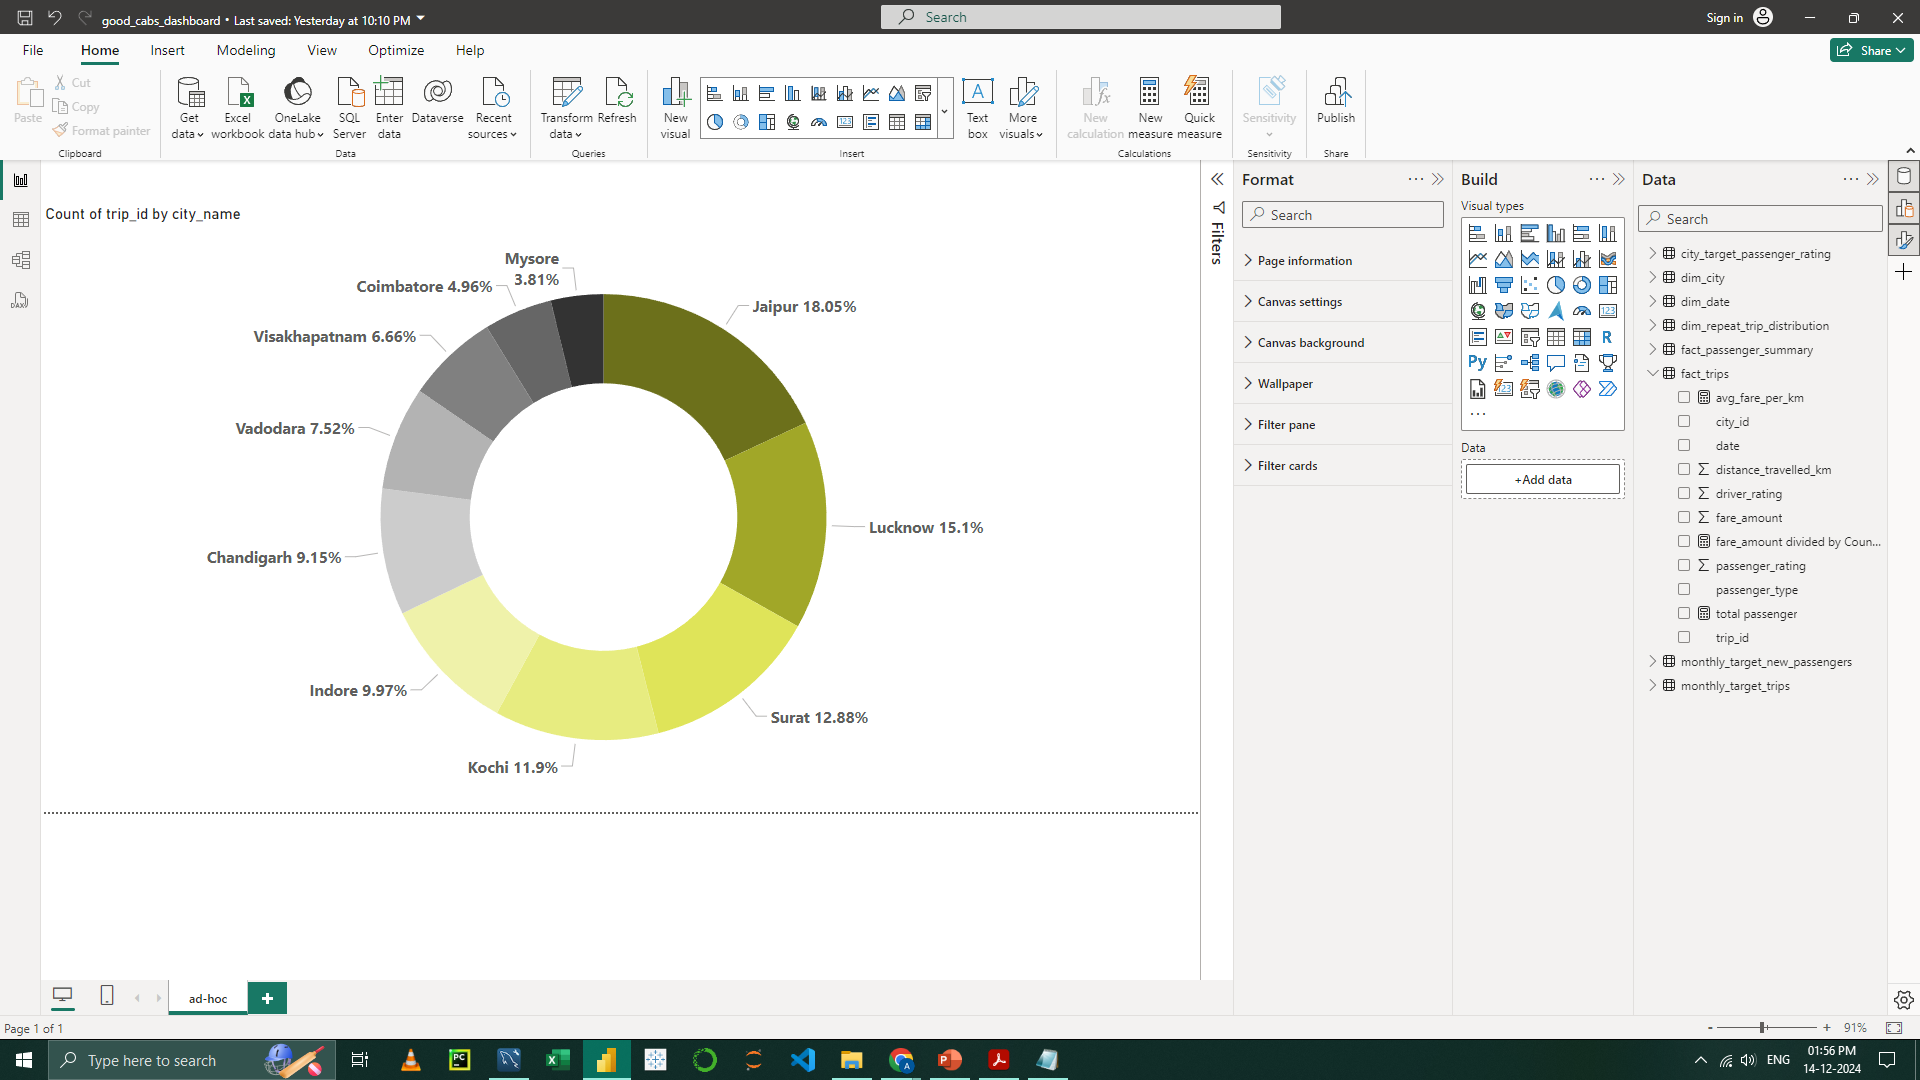 good_cabs_dashboard • Last saved: Yesterday at 10:10 PM
Search
Sign in
File
Home
Insert
Modeling
View
Optimize
Help
Share
Paste
Cut
Copy
Format painter
Clipboard
Get data
Excel workbook
OneLake data hub
SQL Server
Enter data
Dataverse
Recent sources
Data
Transform data
Refresh
Queries
New visual
Text box
More visuals
Insert
New calculation
New measure
Quick measure
Calculations
Sensitivity
Sensitivity
Publish
Share
Count of trip_id by city_name
Mysore
3.81%
Coimbatore 4.96%
Jaipur 18.05%
Visakhapatnam 6.66%
Vadodara 7.52%
Lucknow 15.1%
Chandigarh 9.15%
Indore 9.97%
Surat 12.88%
Kochi 11.9%
Filters
Format
Search
Page information
Canvas settings
Canvas background
Wallpaper
Filter pane
Filter cards
Build
Visual types
R
Py
Data
+Add data
Data
Search
city_target_passenger_rating
dim_city
dim_date
dim_repeat_trip_distribution
fact_passenger_summary
fact_trips
avg_fare_per_km
city_id
date
distance_travelled_km
driver_rating
fare_amount
fare_amount divided by Coun...
passenger_rating
passenger_type
total passenger
trip_id
monthly_target_new_passengers
monthly_target_trips
ad-hoc
Page 1 of 1
91%
Type here to search
ENG
01:56 PM
14-12-2024